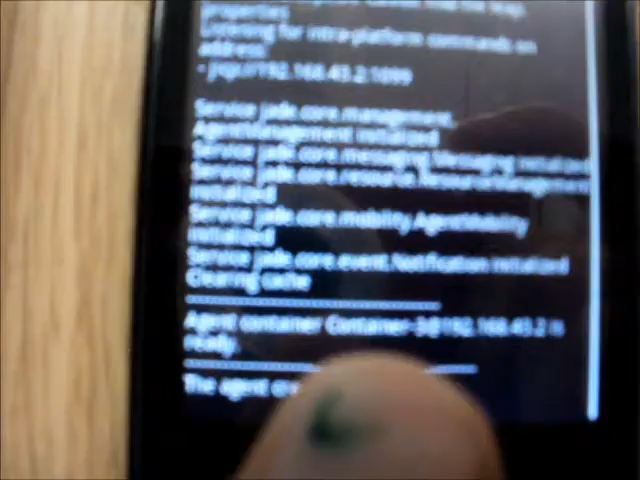 properties
Listening for intra-platform commands on
address
- jicp://192.168.43.2:1099
Service jade.core.management.
AgentManagement initialized
Service jade.core.messaging.Messaging initialized
Service jade.core.resource.ResourceManagement
initialized
Service jade.core.mobility.AgentMobility
initialized
Service jade.core.event.Notification initialized
Clearing cache
----------------------------------------
Agent container Container-3@192.168.43.2 is
ready.
----------------------------------------
The agent